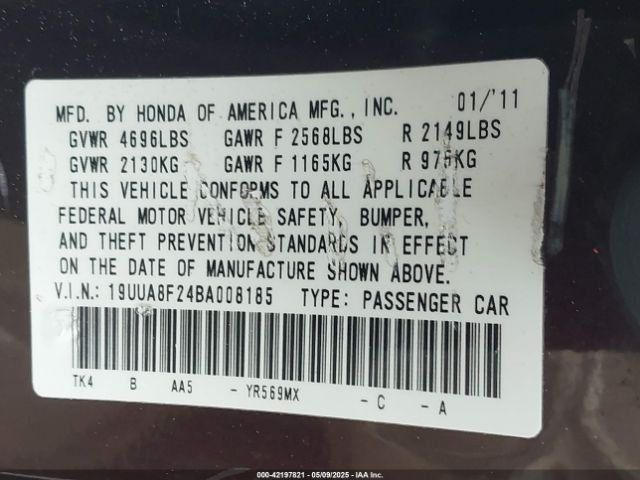 MFD. BY HONDA OF AMERICA MFG., INC. 01/'11
GVWR 4696LBS GAWR F 2568LBS R 2149LBS
GVWR 2130KG GAWR F 1165KG R 975KG
THIS VEHICLE CONFORMS TO ALL APPLICABLE
FEDERAL MOTOR VEHICLE SAFETY, BUMPER,
AND THEFT PREVENTION STANDARDS IN EFFECT
ON THE DATE OF MANUFACTURE SHOWN ABOVE.
V.I.N.: 19UUA8F24BA008185 TYPE: PASSENGER CAR
TK4 B AA5 - YR569MX - C - A
000-42197821 - 05/09/2025 - IAA Inc.